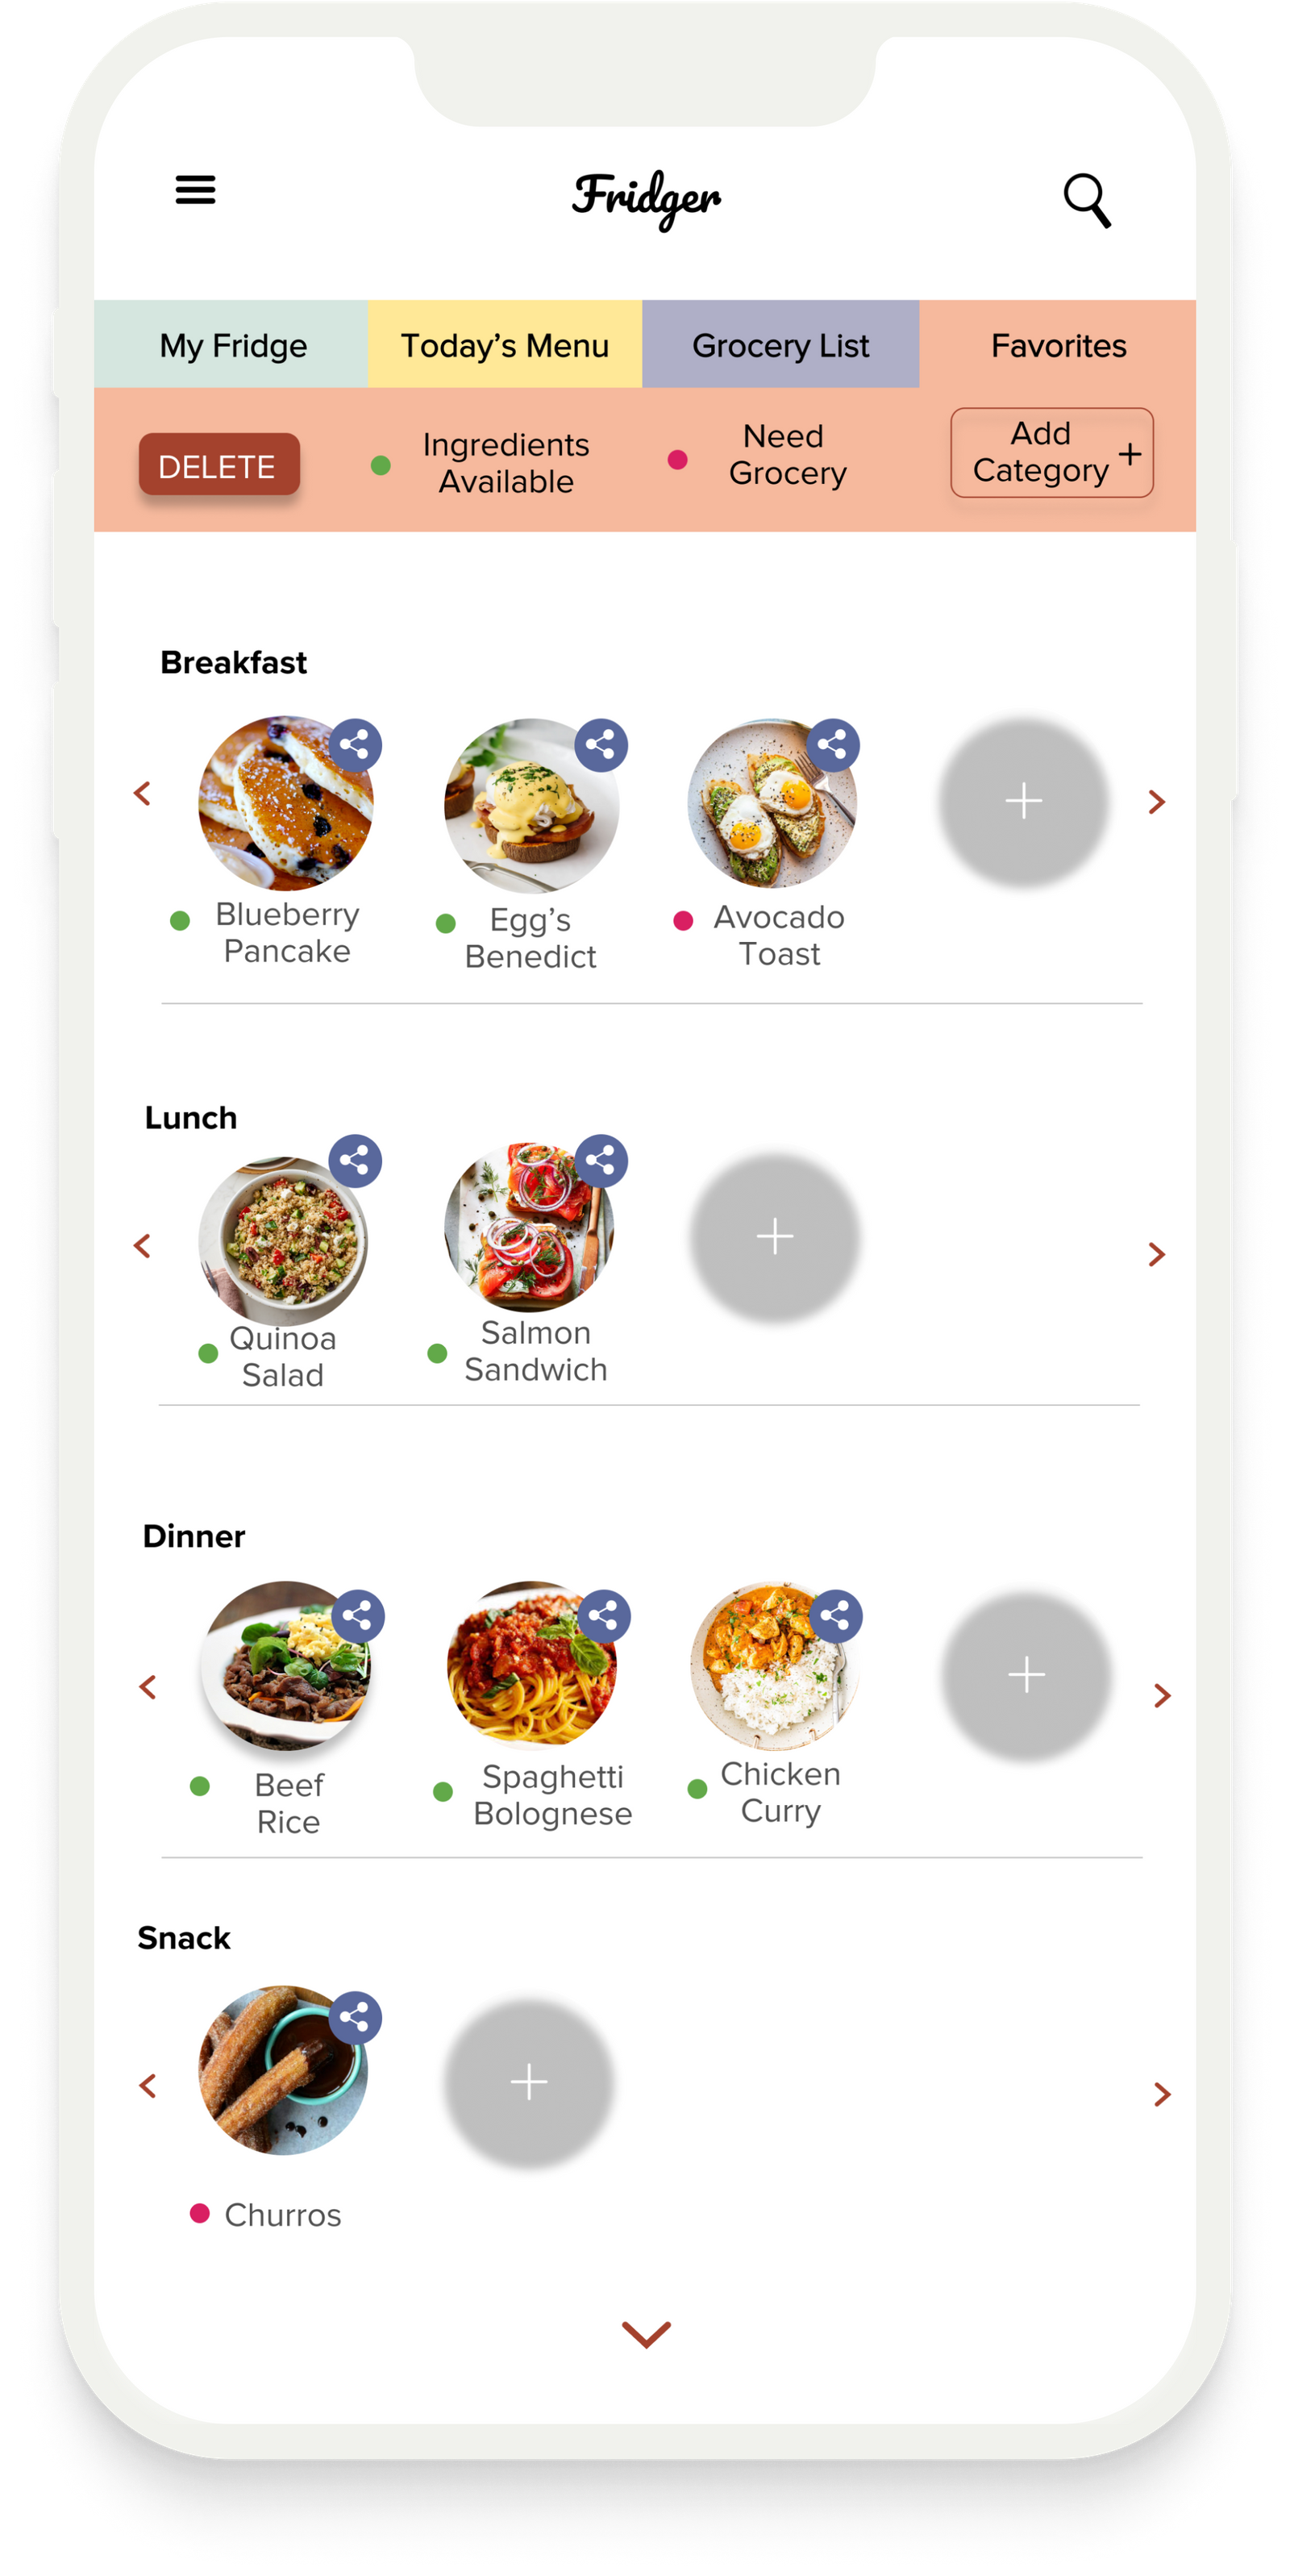 Fridger
My Fridge
Today’s Menu
Grocery List
Favorites
DELETE
Ingredients
Available
Need
Grocery
Add
Category +
Breakfast
Blueberry
Pancake
Egg’s
Benedict
Avocado
Toast
Lunch
Quinoa
Salad
Salmon
Sandwich
Dinner
Beef
Rice
Spaghetti
Bolognese
Chicken
Curry
Snack
Churros